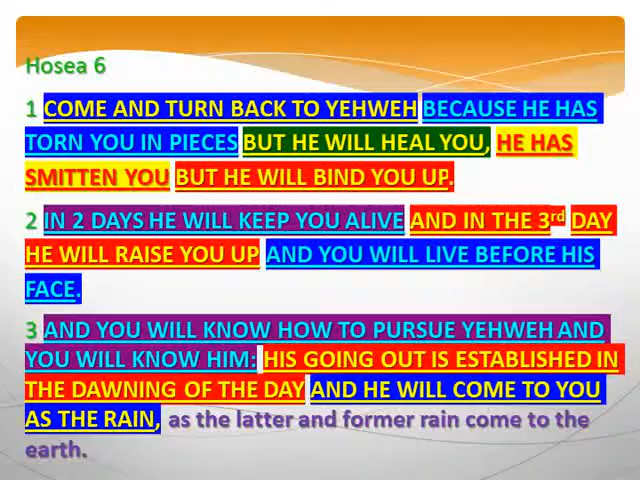 Hosea 6
1 COME AND TURN BACK TO YEHWEH BECAUSE HE HAS
TORN YOU IN PIECES BUT HE WILL HEAL YOU, HE HAS
SMITTEN YOU BUT HE WILL BIND YOU UP.
2 IN 2 DAYS HE WILL KEEP YOU ALIVE AND IN THE 3rd DAY
HE WILL RAISE YOU UP AND YOU WILL LIVE BEFORE HIS
FACE.
3 AND YOU WILL KNOW HOW TO PURSUE YEHWEH AND
YOU WILL KNOW HIM: HIS GOING OUT IS ESTABLISHED IN
THE DAWNING OF THE DAY AND HE WILL COME TO YOU
AS THE RAIN, as the latter and former rain come to the
earth.